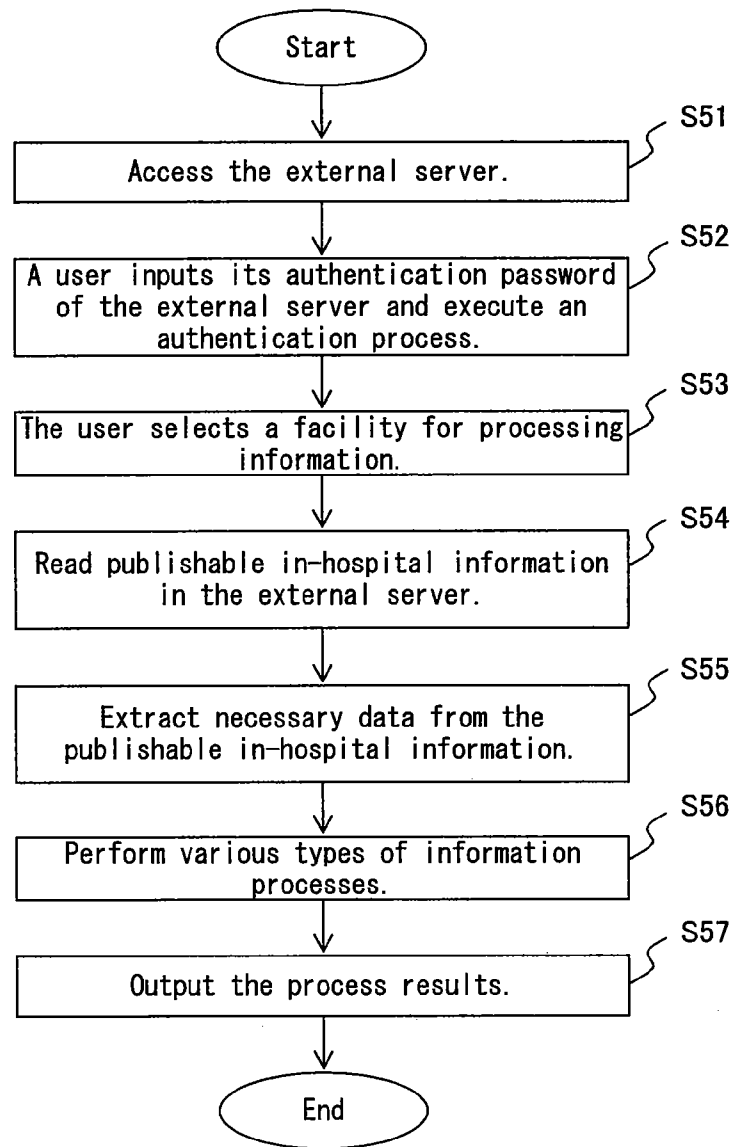 Start
S51
Access the external server.
S52
A user inputs its authentication password
of the external server and execute an
authentication process.
S53
The user selects a facility for processing
information.
S54
Read publishable in-hospital information
in the external server.
S55
Extract necessary data from the
publishable in-hospital information.
S56
Perform various types of information
processes.
S57
Output the process results.
End